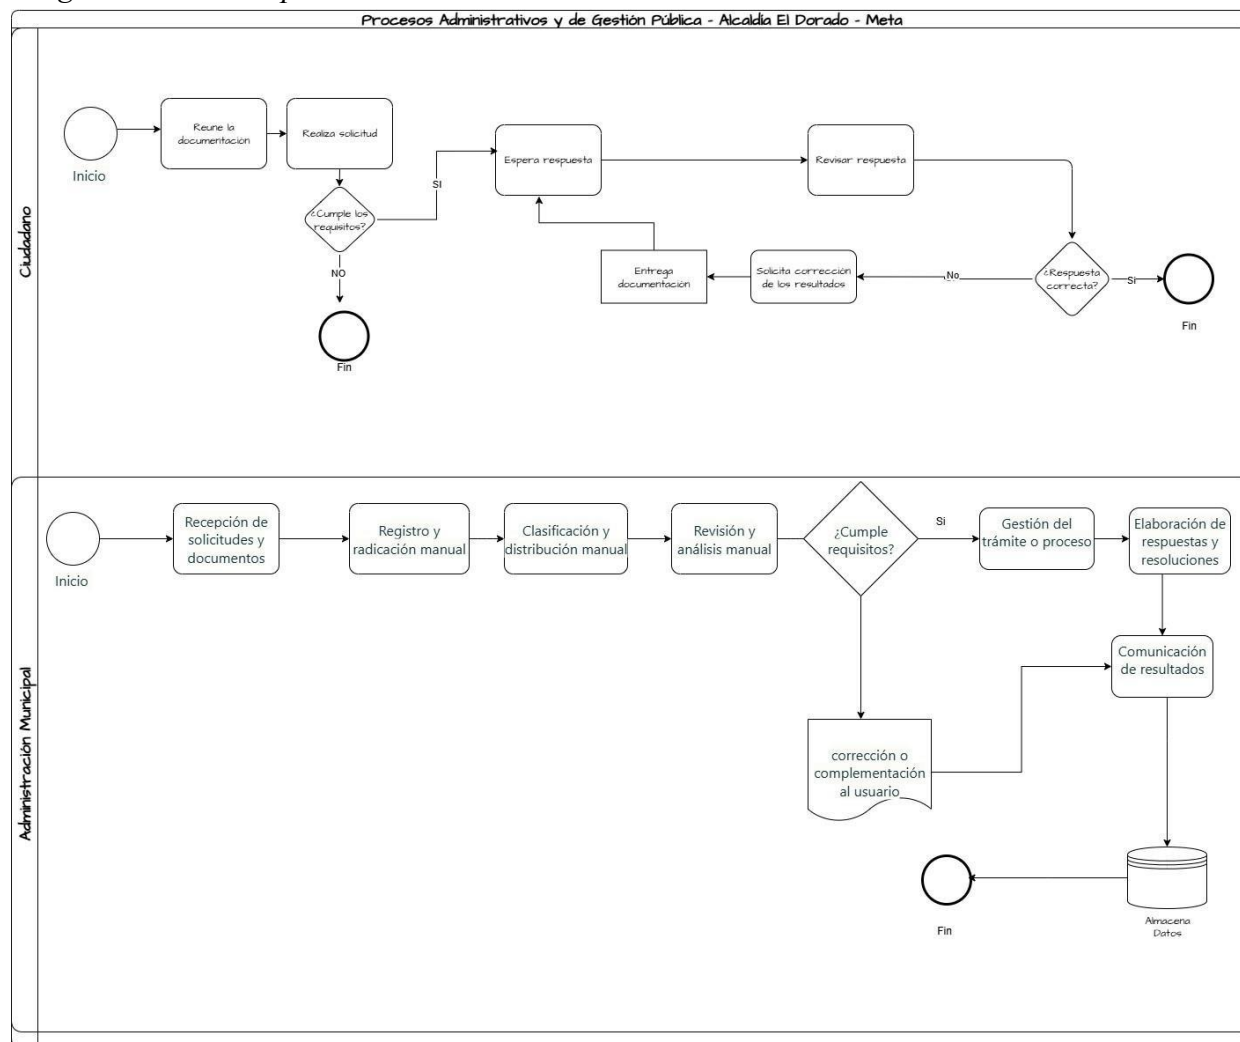 Procesos Administrativos y de Gestión Pública - Alcaldía El Dorado - Meta
Ciudadano
Inicio
Reune la
documentación
Realiza solicitud
¿Cumple los
requisitos?
SI
NO
Fin
Espera respuesta
Revisar respuesta
Entrega
documentación
Solicita corrección
de los resultados
No
¿Respuesta
correcta?
Si
Fin
Administración Municipal
Inicio
Recepción de
solicitudes y
documentos
Registro y
radicación manual
Clasificación y
distribución manual
Revisión y
análisis manual
¿Cumple
requisitos?
Si
Gestión del
trámite o proceso
Elaboración de
respuestas y
resoluciones
Comunicación
de resultados
corrección o
complementación
al usuario
Fin
Almacena
Datos